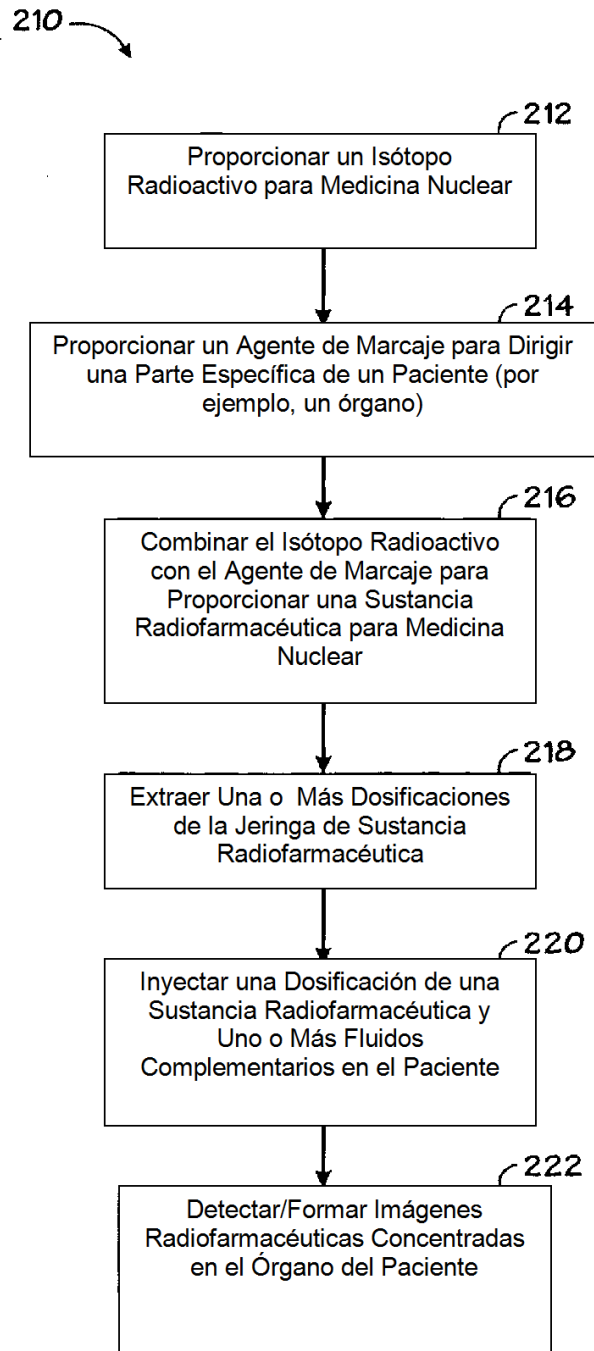 210
212
Proporcionar un Isótopo
Radioactivo para Medicina Nuclear
214
Proporcionar un Agente de Marcaje para Dirigir
una Parte Específica de un Paciente (por
ejemplo, un órgano)
216
Combinar el Isótopo Radioactivo
con el Agente de Marcaje para
Proporcionar una Sustancia
Radiofarmacéutica para Medicina
Nuclear
218
Extraer Una o Más Dosificaciones
de la Jeringa de Sustancia
Radiofarmacéutica
220
Inyectar una Dosificación de una
Sustancia Radiofarmacéutica y
Uno o Más Fluidos
Complementarios en el Paciente
222
Detectar/Formar Imágenes
Radiofarmacéuticas Concentradas
en el Órgano del Paciente